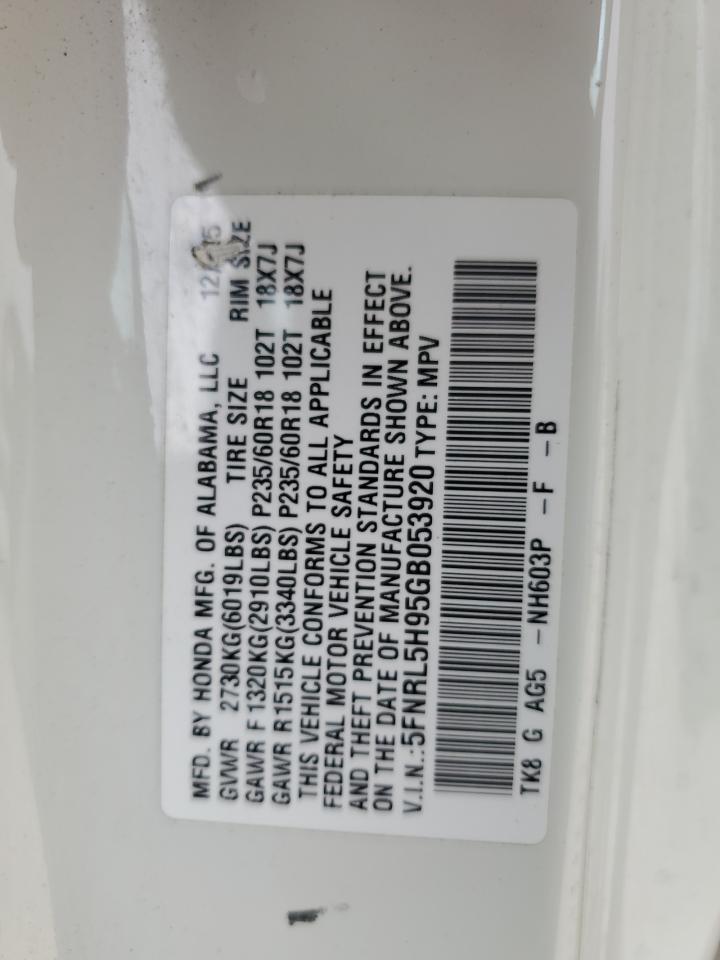 MFD. BY HONDA MFG. OF ALABAMA, LLC
GVWR 2730KG(6019LBS) TIRE SIZE RIM SIZE
GAWR F 1320KG(2910LBS) P235/60R18 102T 18X7J
GAWR R1515KG(3340LBS) P235/60R18 102T 18X7J
THIS VEHICLE CONFORMS TO ALL APPLICABLE
FEDERAL MOTOR VEHICLE SAFETY
AND THEFT PREVENTION STANDARDS IN EFFECT
ON THE DATE OF MANUFACTURE SHOWN ABOVE.
V.I.N.:5FNRL5H95GB053920 TYPE: MPV
TK8 G AG5 -NH603P -F -B